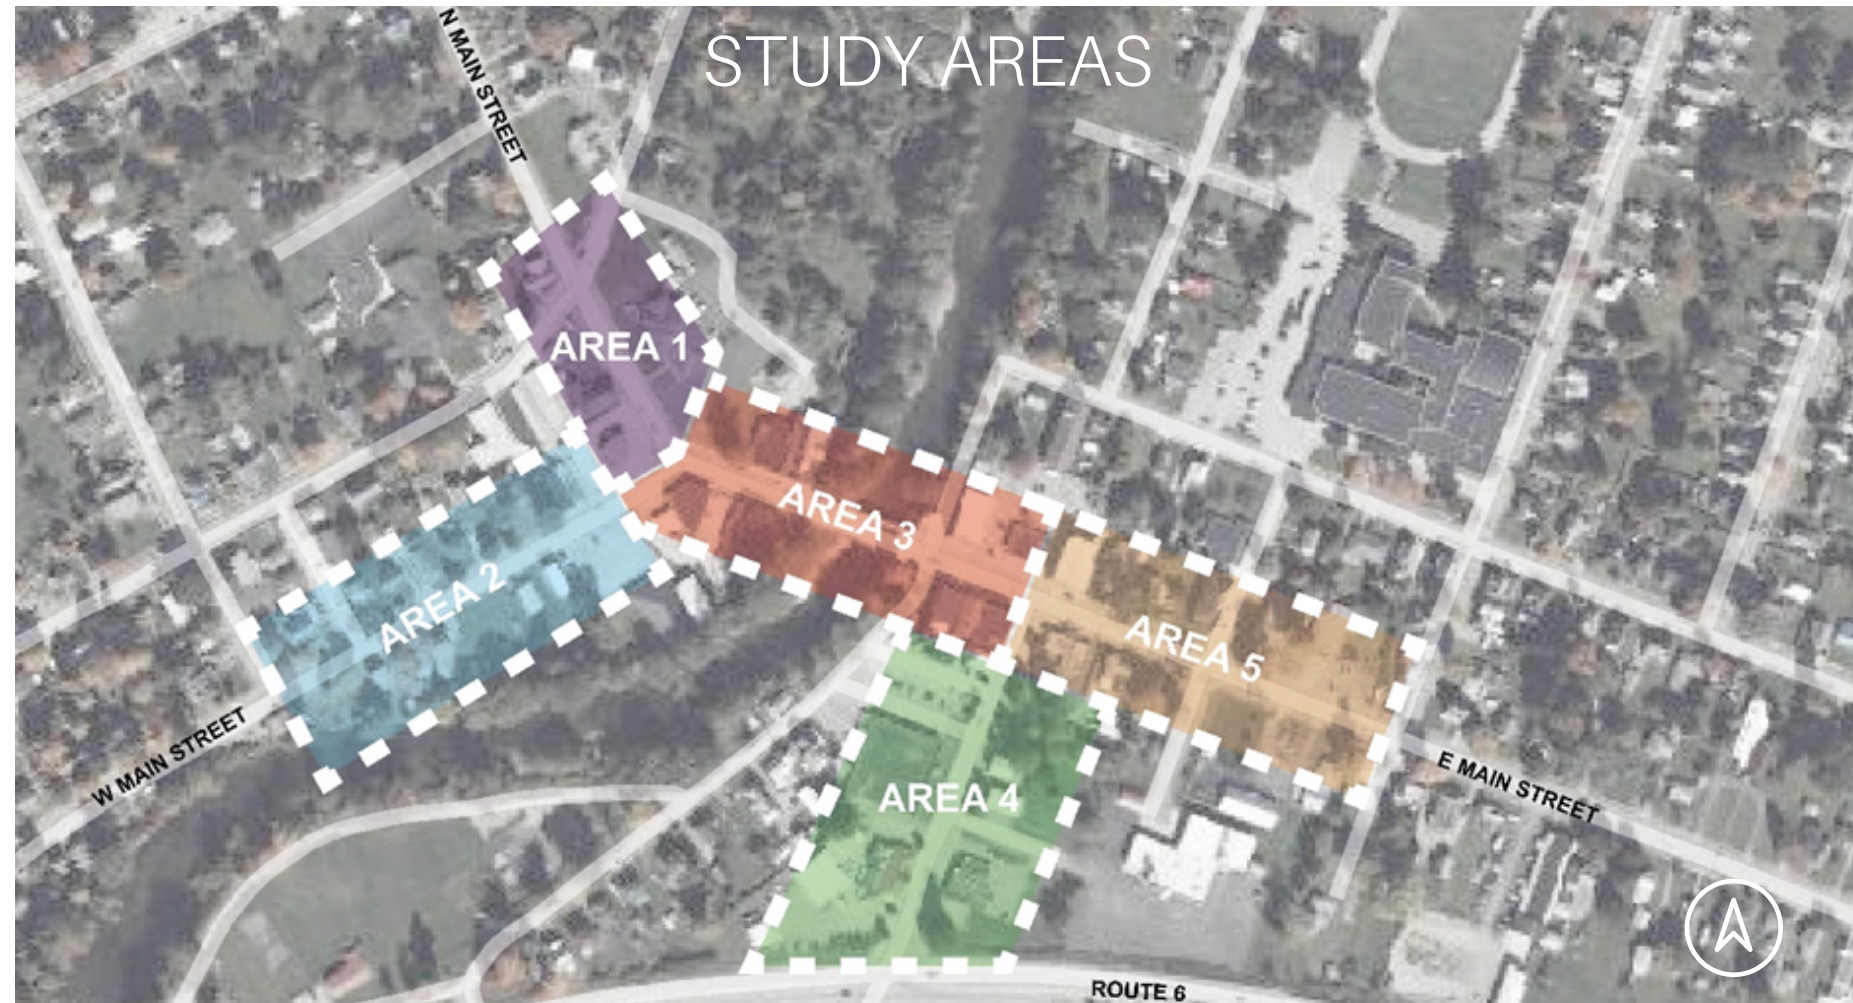 STUDY AREAS
N MAIN STREET
AREA 1
AREA 3
AREA 2
AREA 5
W MAIN STREET
AREA 4
E MAIN STREET
ROUTE 6